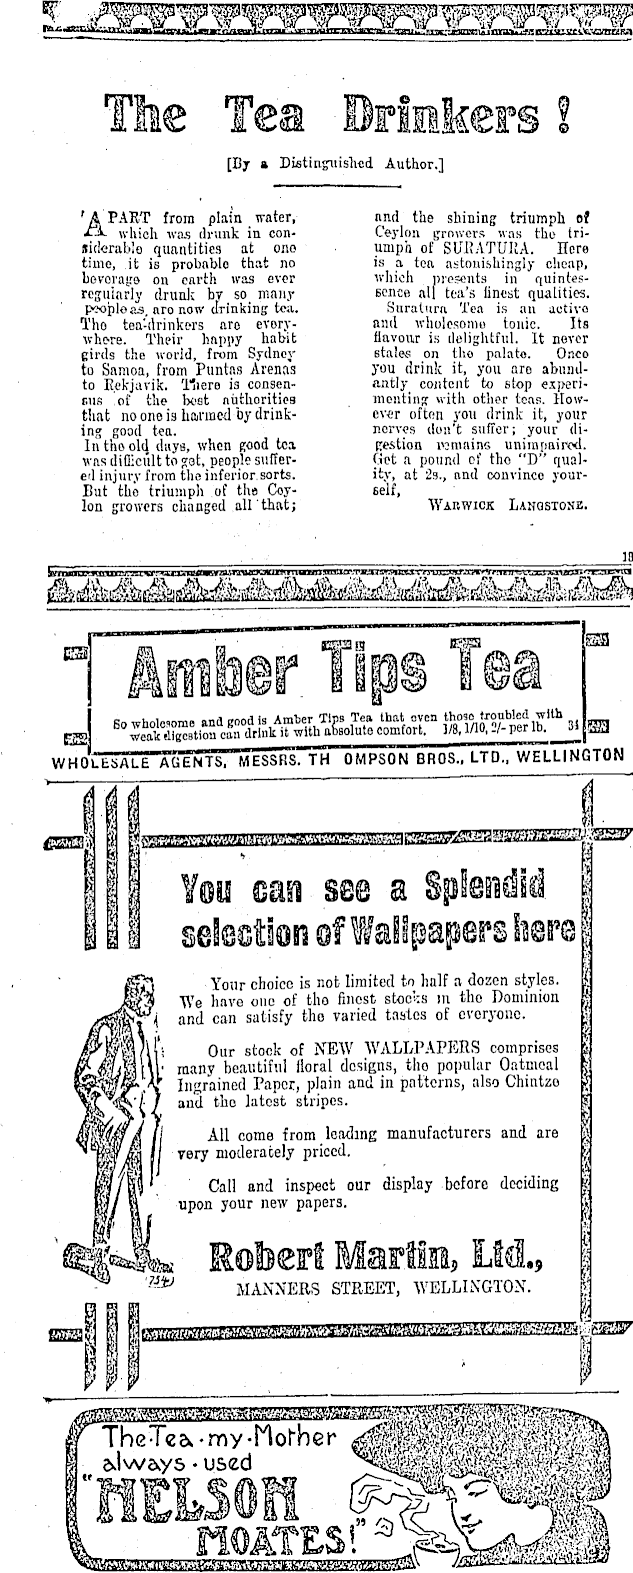 The Tea Drinkers!
[By a Distinguished Author.]
'APART from plain water,
which was drunk in con-
siderable quantities at one
time, it is probable that no
beverage on earth was ever
regularly drunk by so many
people as are now drinking tea.
The tea-drinkers are every-
where. Their happy habit
girds the world, from Sydney
to Samoa, from Puntas Arenas
to Rekjavik. There is consen-
sus of the best authorities
that no one is harmed by drink-
ing good tea.
In the old days, when good tea
was difficult to get, people suffer-
ed injury from the inferior sorts.
But the triumph of the Cey-
lon growers changed all that;
and the shining triumph of
Ceylon growers was the tri-
umph of SURATURA. Here
is a tea astonishingly cheap,
which presents in quintes-
sence all tea's finest qualities.
Suratura Tea is an active
and wholesome tonic. Its
flavour is delightful. It never
stales on the palate. Once
you drink it, you are abund-
antly content to stop experi-
menting with other teas. How-
ever often you drink it, your
nerves don't suffer; your di-
gestion remains unimpaired.
Get a pound of the "D" qual-
ity, at 2s., and convince your-
self,
WARWICK LANGSTONE.
19
Amber Tips Tea
So wholesome and good is Amber Tips Tea that even those troubled with
weak digestion can drink it with absolute comfort. 1/8, 1/10, 2/- per lb. 34
WHOLESALE AGENTS, MESSRS. TH OMPSON BROS., LTD., WELLINGTON
You can see a Splendid
selection of Wallpapers here
Your choice is not limited to half a dozen styles.
We have one of the finest stocks in the Dominion
and can satisfy the varied tastes of everyone.
Our stock of NEW WALLPAPERS comprises
many beautiful floral designs, the popular Oatmeal
Ingrained Paper, plain and in patterns, also Chintze
and the latest stripes.
All come from leading manufacturers and are
very moderately priced.
Call and inspect our display before deciding
upon your new papers.
Robert Martin, Ltd.,
MANNERS STREET, WELLINGTON.
754
The·Tea·my·Mother
always·used
"NELSON
MOATES!"